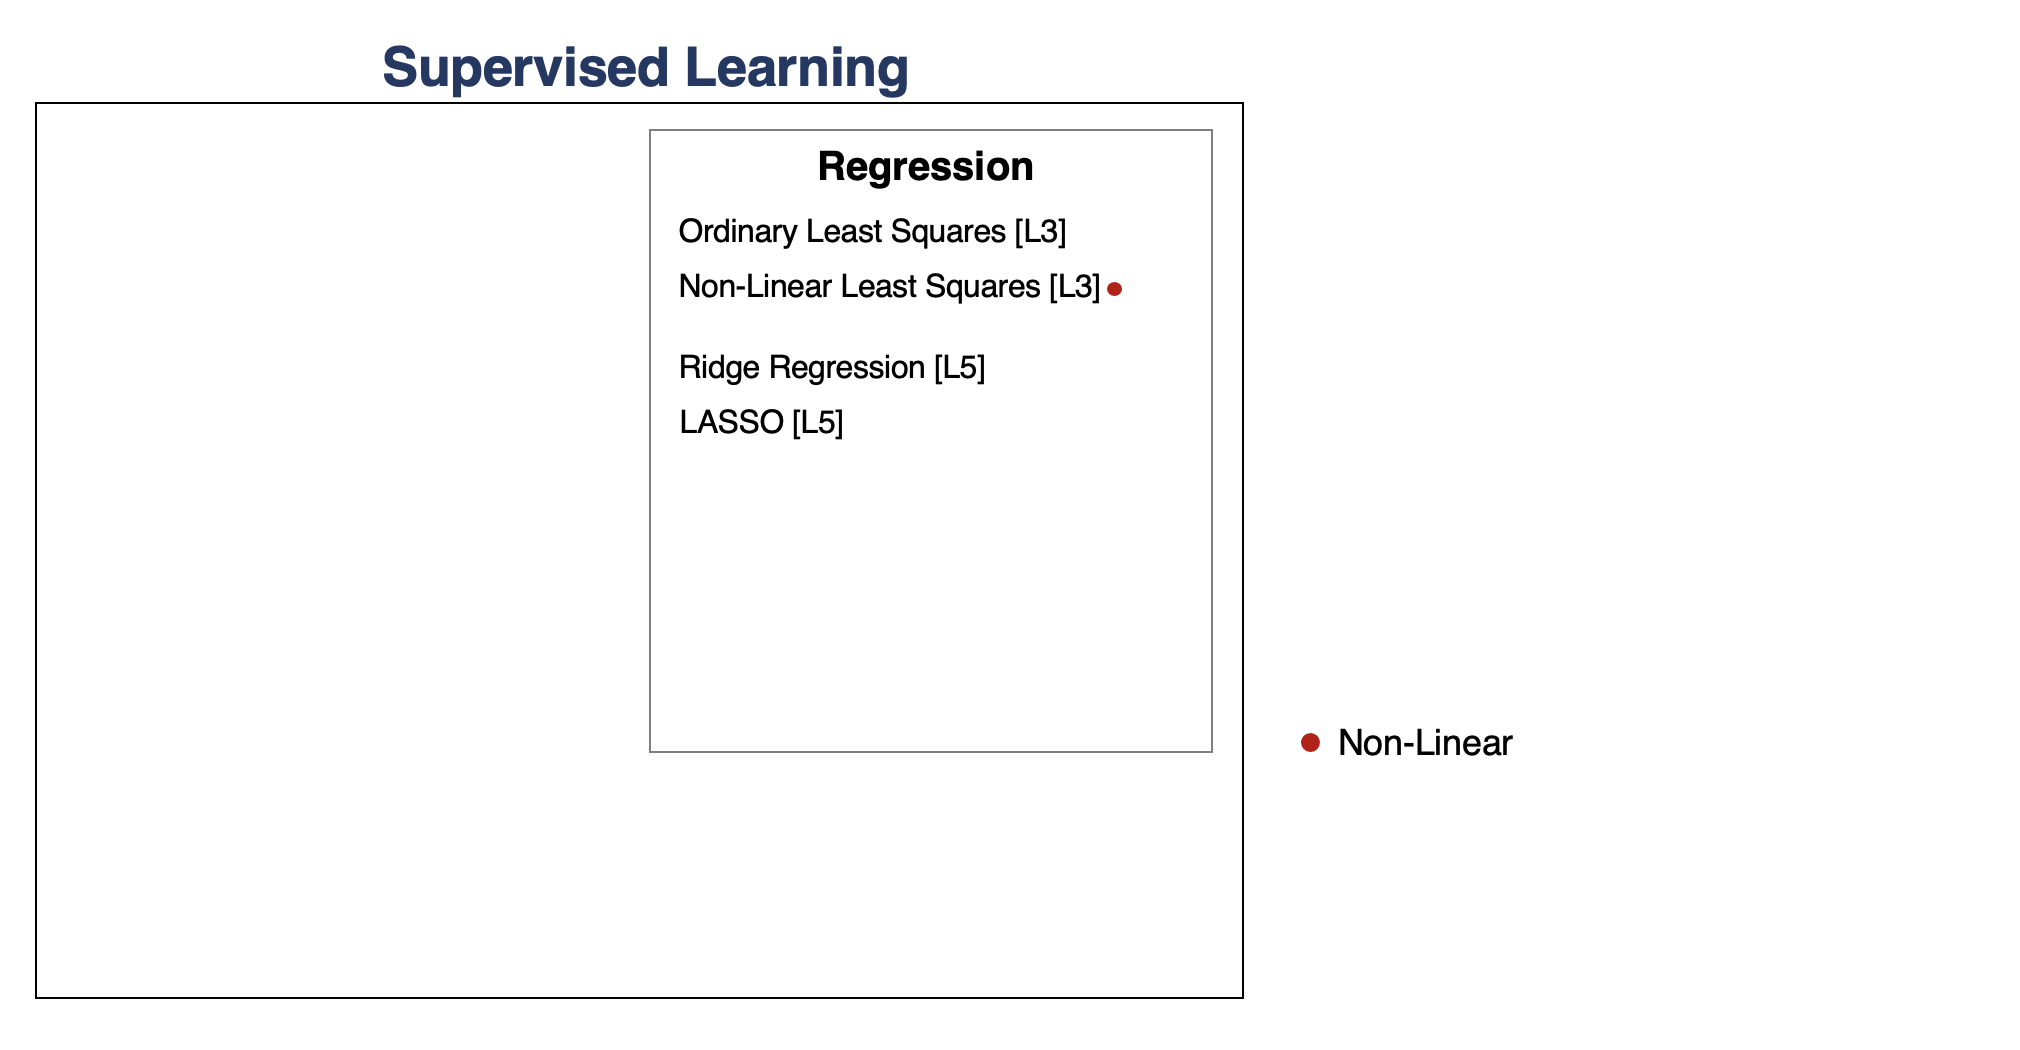 Supervised Learning
Regression
Ordinary Least Squares [L3]
Non-Linear Least Squares [L3]
Ridge Regression [L5]
LASSO [L5]
Non-Linear